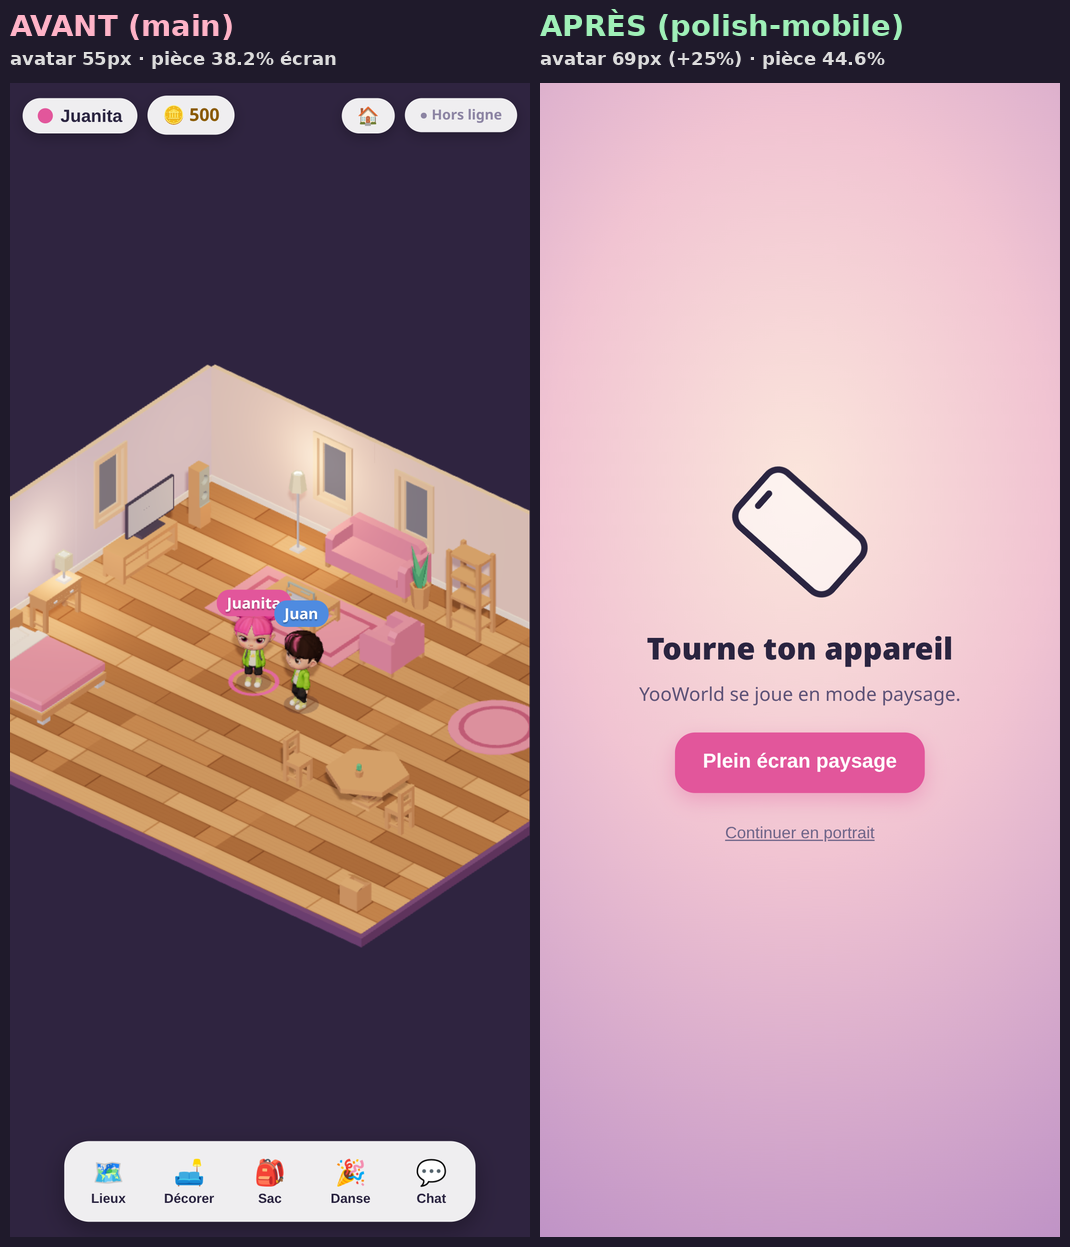 AVANT (main)
avatar 55px · pièce 38.2% écran
Juanita
500
Hors ligne
Juanita
Juan
Lieux
Décorer
Sac
Danse
Chat
APRÈS (polish-mobile)
avatar 69px (+25%) · pièce 44.6%
Tourne ton appareil
YooWorld se joue en mode paysage.
Plein écran paysage
Continuer en portrait